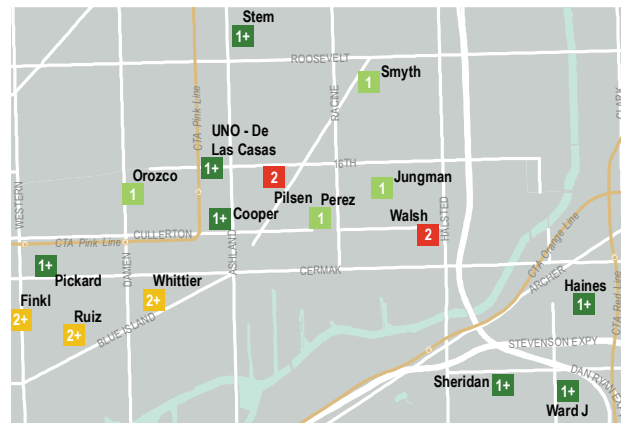 Stem
1+
ROOSEVELT
Smyth
1
RACINE
CLARK
CTA Pink Line
UNO - De
Las Casas
1+
16TH
2
Pilsen
Orozco
1
Jungman
1
Perez
1
WESTERN
Cooper
1+
Walsh
2
HALSTED
CULLERTON
CTA Pink Line
ASHLAND
DAMIEN
CERMAK
CTA Orange Line
ARCHER
1+
Pickard
Whittier
2+
Haines
1+
CTA Red Line
Finkl
2+
Ruiz
2+
BLUE ISLAND
STEVENSON EXPY
DAN RYAN EXPY
Sheridan
1+
1+
Ward J